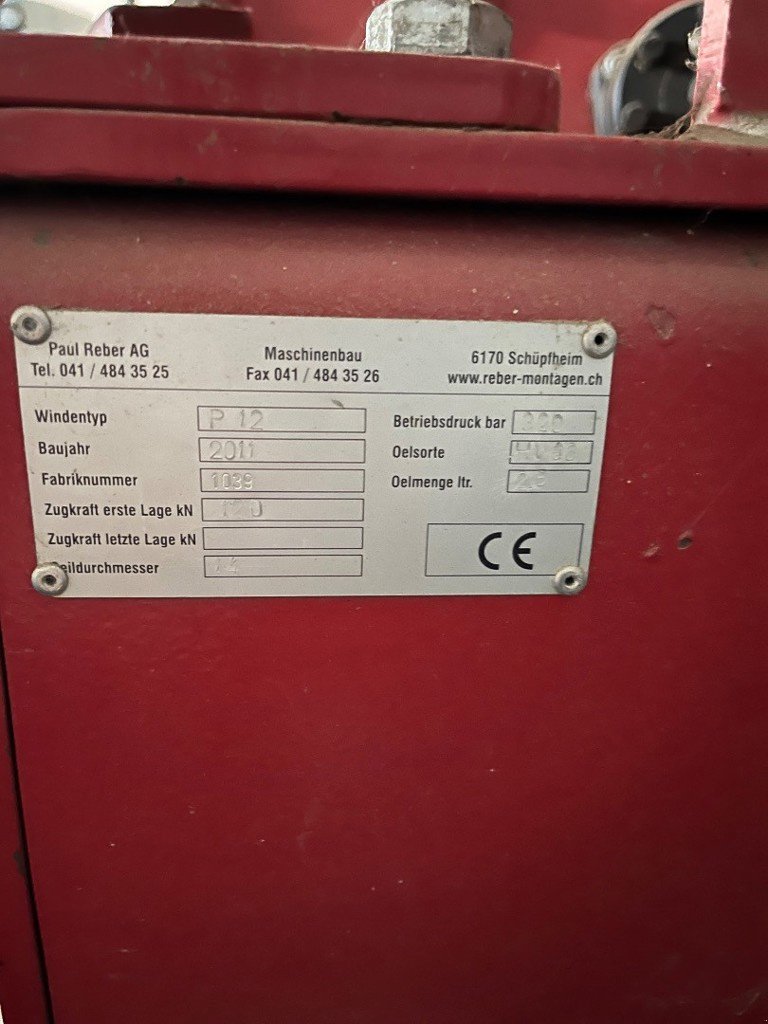 Paul Reber AG Maschinenbau 6170 Schüpfheim
Tel. 041 / 484 35 25 Fax 041 / 484 35 26 www.reber-montagen.ch
Windentyp P 12 Betriebsdruck bar
Baujahr 2011 Oelsorte
Fabriknummer 1039 Oelmenge ltr.
Zugkraft erste Lage kN 120
Zugkraft letzte Lage kN
Seildurchmesser CE